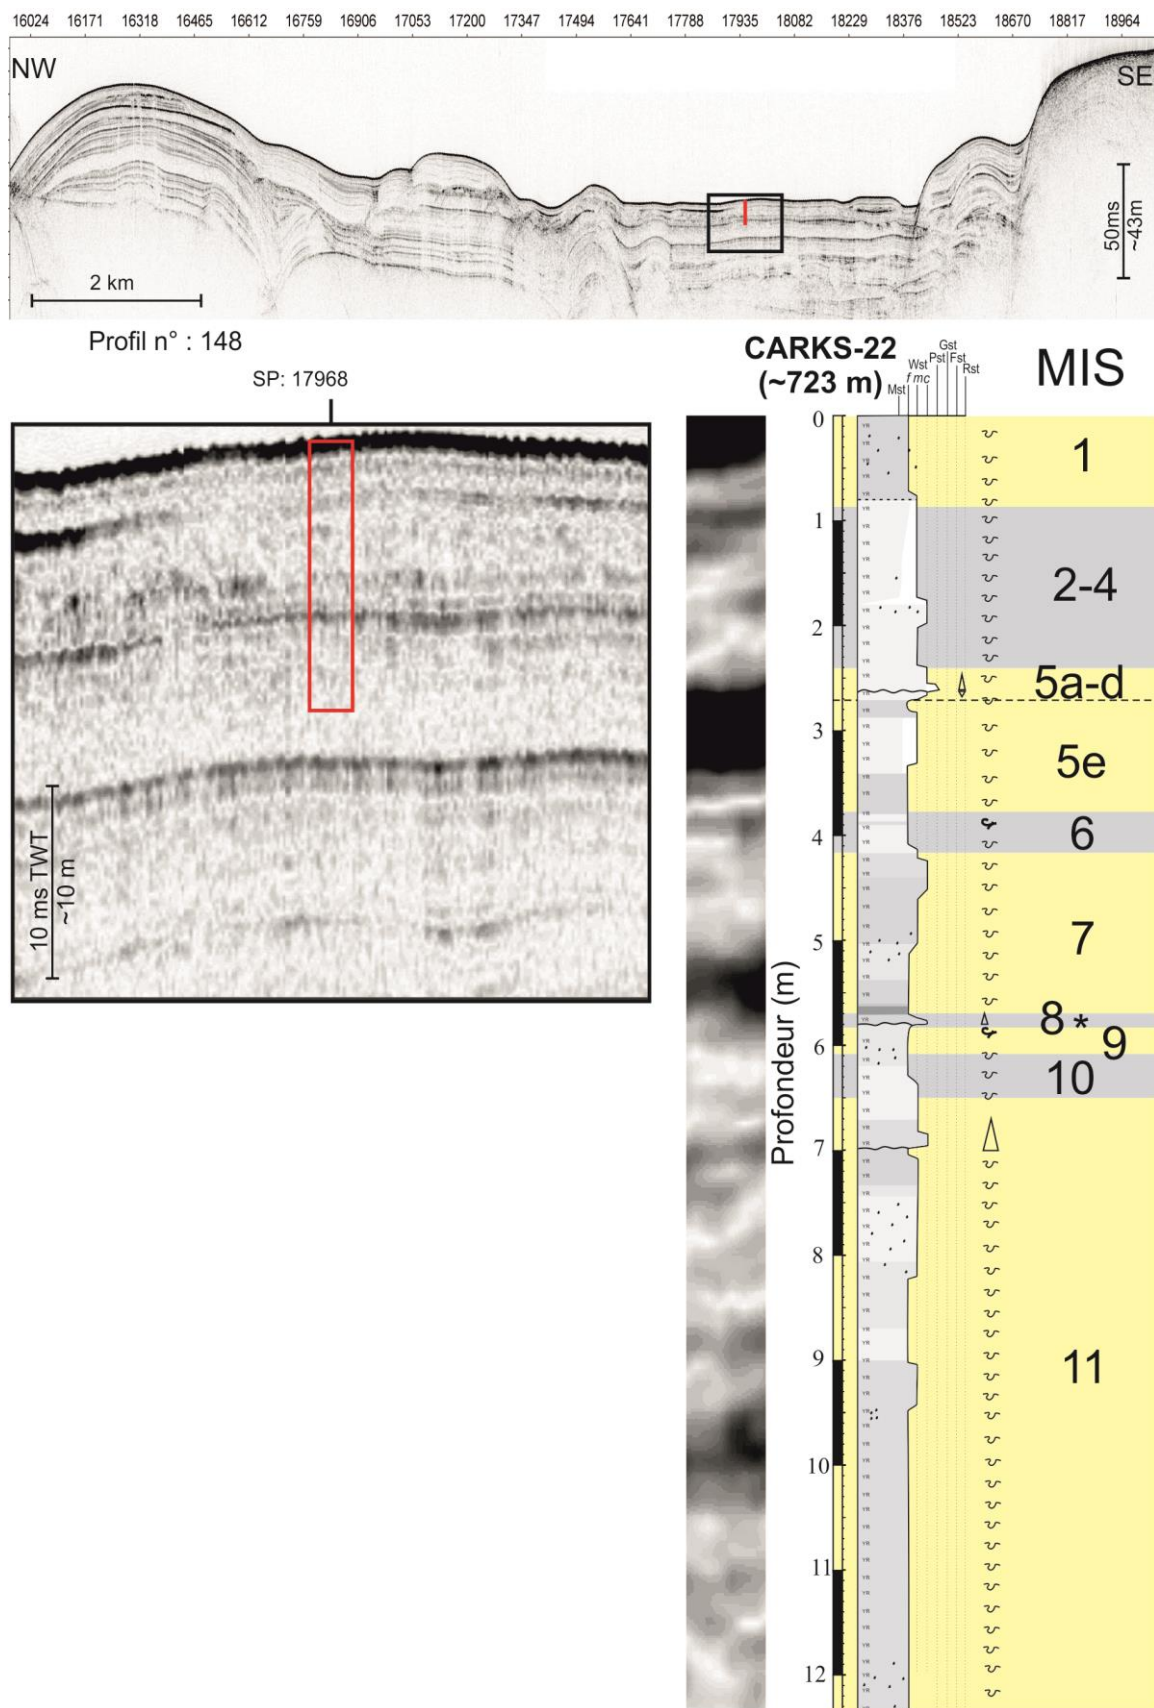 16024 16171 16318 16465 16612 16759 16906 17053 17200 17347 17494 17641 17788 17935 18082 18229 18376 18523 18670 18817 18964
NW
SE
50ms
~43m
2 km
Profil n° : 148
SP: 17968
10 ms TWT
~10 m
CARKS-22
(~723 m)
Mst f m c Wst Pst Gst Fst Rst
MIS
Profondeur (m)
0
1
2
3
4
5
6
7
8
9
10
11
12
1
2-4
5a-d
5e
6
7
8 *
9
10
11